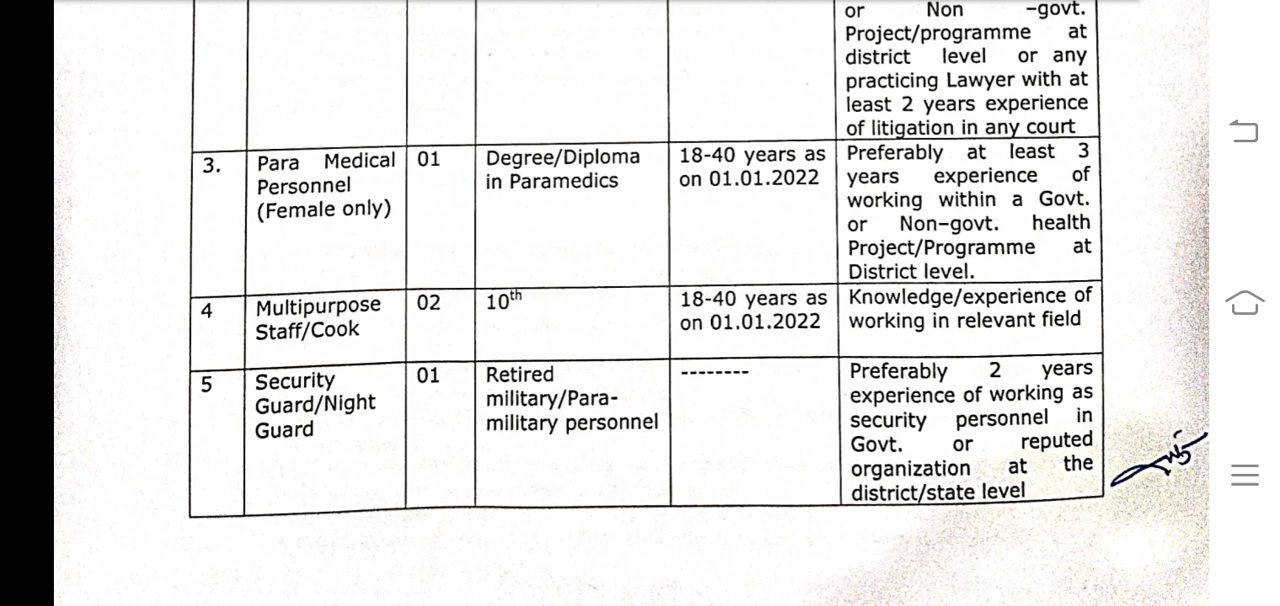 or Non -govt.
Project/programme at
district level or any
practicing Lawyer with at
least 2 years experience
of litigation in any court
3.
Para Medical
Personnel
(Female only)
01
Degree/Diploma
in Paramedics
18-40 years as
on 01.01.2022
Preferably at least 3
years experience of
working within a Govt.
or Non-govt. health
Project/Programme at
District level.
4
Multipurpose
Staff/Cook
02
10th
18-40 years as
on 01.01.2022
Knowledge/experience of
working in relevant field
5
Security
Guard/Night
Guard
01
Retired
military/Para-
military personnel
--------
Preferably 2 years
experience of working as
security personnel in
Govt. or reputed
organization at the
district/state level